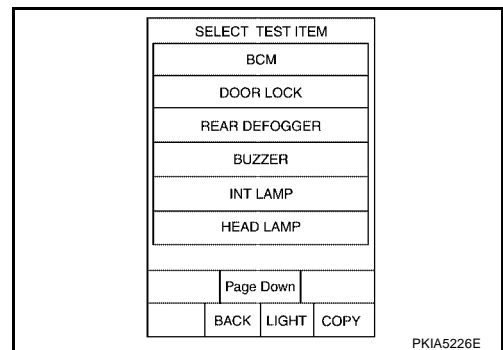 SELECT TEST ITEM
BCM
DOOR LOCK
REAR DEFOGGER
BUZZER
INT LAMP
HEAD LAMP
Page Down
BACK LIGHT COPY
PKIA5226E